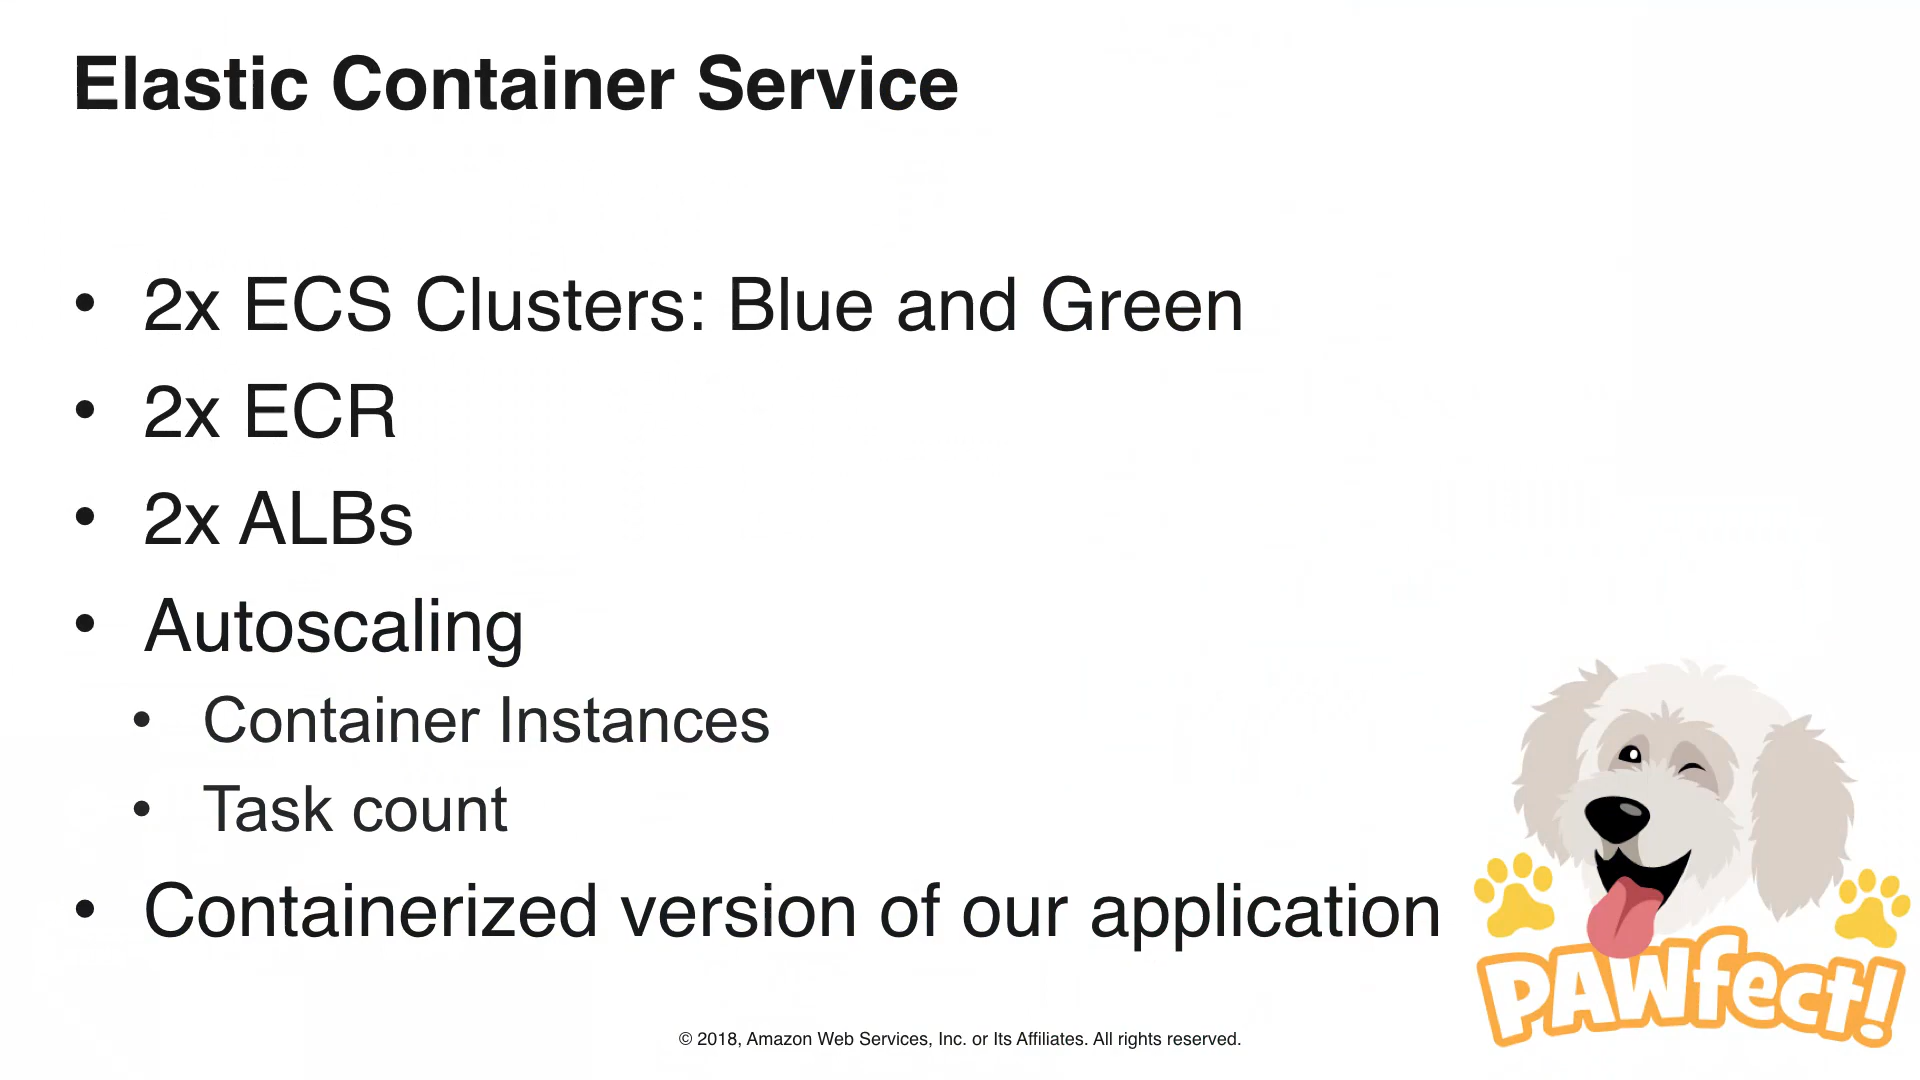 Elastic Container Service
• 2x ECS Clusters: Blue and Green
• 2x ECR
• 2x ALBs
• Autoscaling
• Container Instances
• Task count
• Containerized version of our application
PAWfect!
© 2018, Amazon Web Services, Inc. or Its Affiliates. All rights reserved.